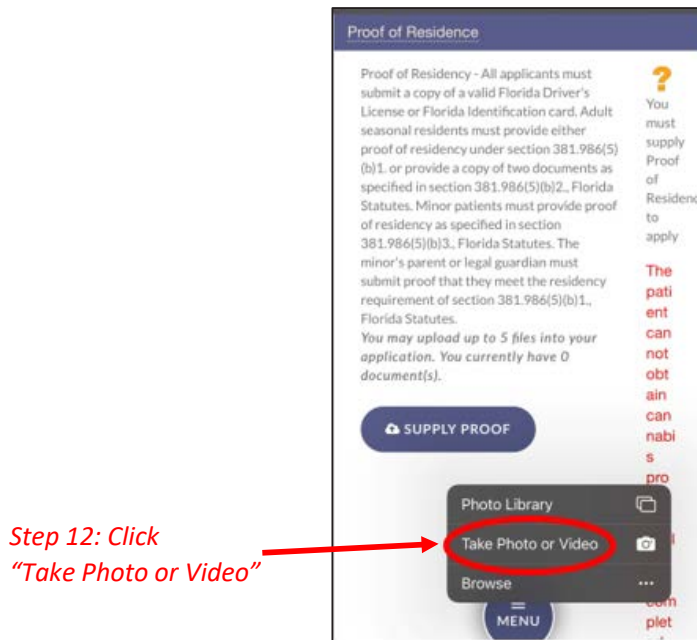 Proof of Residence
Proof of Residency - All applicants must
submit a copy of a valid Florida Driver's
License or Florida Identification card. Adult
seasonal residents must provide either
proof of residency under section 381.986(5)
(b)1. or provide a copy of two documents as
specified in section 381.986(5)(b)2., Florida
Statutes. Minor patients must provide proof
of residency as specified in section
381.986(5)(b)3., Florida Statutes. The
minor's parent or legal guardian must
submit proof that they meet the residency
requirement of section 381.986(5)(b)1.,
Florida Statutes.
You may upload up to 5 files into your
application. You currently have 0
document(s).
SUPPLY PROOF
?
You
must
supply
Proof
of
Residenc
to
apply
The
pati
ent
can
not
obt
ain
can
nabi
s
pro
Photo Library
Take Photo or Video
Browse
plet
MENU
Step 12: Click
“Take Photo or Video”